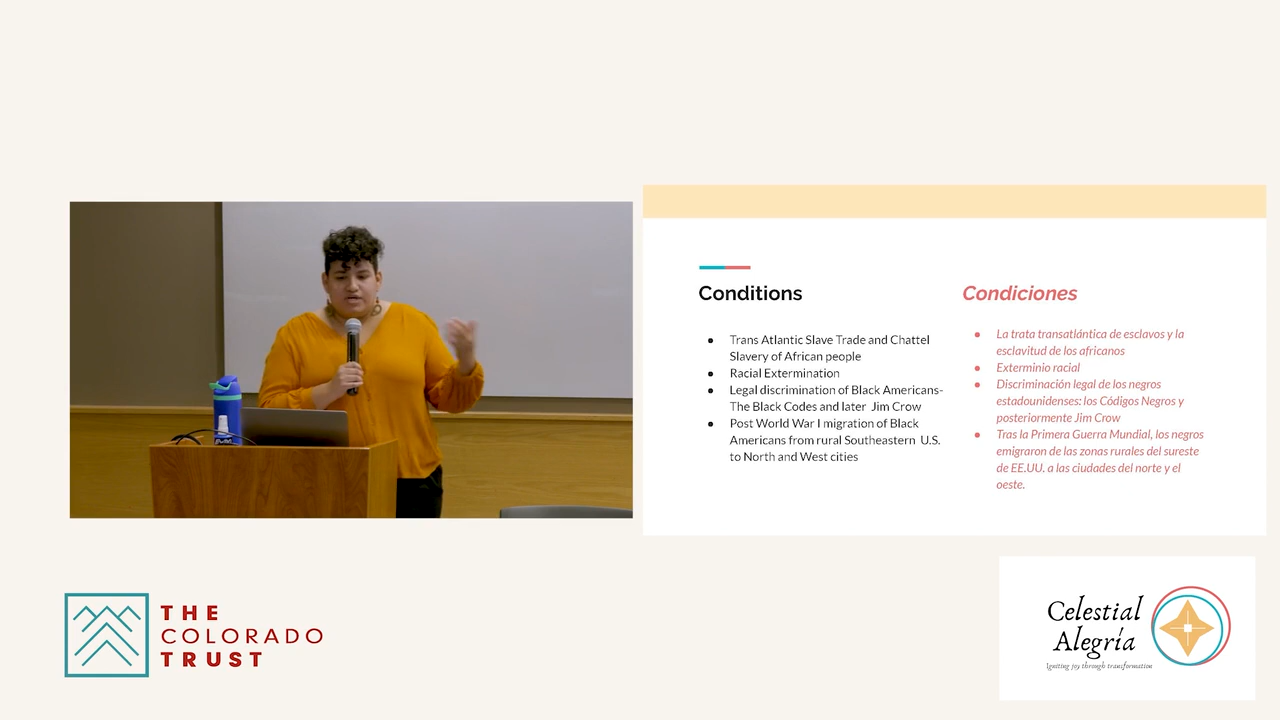 Conditions
Trans Atlantic Slave Trade and Chattel
Slavery of African people
Racial Extermination
Legal discrimination of Black Americans-
The Black Codes and later Jim Crow
Post World War I migration of Black
Americans from rural Southeastern U.S.
to North and West cities
Condiciones
La trata transatlántica de esclavos y la
esclavitud de los africanos
Exterminio racial
Discriminación legal de los negros
estadounidenses: los Códigos Negros y
posteriormente Jim Crow
Tras la Primera Guerra Mundial, los negros
emigraron de las zonas rurales del sureste
de EE.UU. a las ciudades del norte y el
oeste.
THE
COLORADO
TRUST
Celestial
Alegría
Igniting joy through transformation